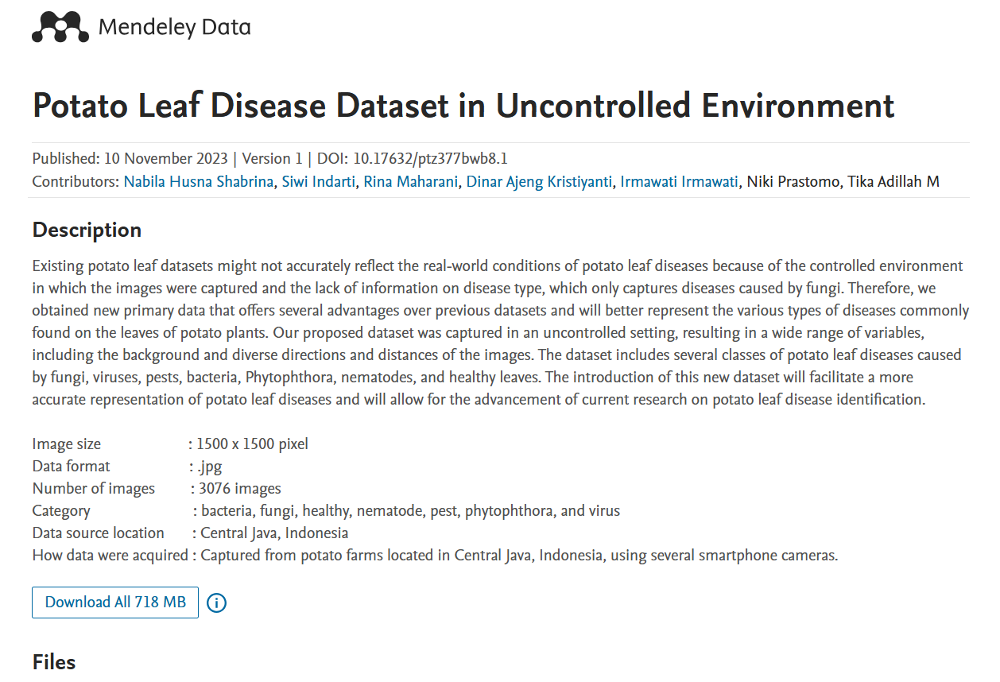 Mendeley Data
Potato Leaf Disease Dataset in Uncontrolled Environment
Published: 10 November 2023 | Version 1 | DOI: 10.17632/ptz377bwb8.1
Contributors: Nabila Husna Shabrina, Siwi Indarti, Rina Maharani, Dinar Ajeng Kristiyanti, Irmawati Irmawati, Niki Prastomo, Tika Adillah M
Description
Existing potato leaf datasets might not accurately reflect the real-world conditions of potato leaf diseases because of the controlled environment
in which the images were captured and the lack of information on disease type, which only captures diseases caused by fungi. Therefore, we
obtained new primary data that offers several advantages over previous datasets and will better represent the various types of diseases commonly
found on the leaves of potato plants. Our proposed dataset was captured in an uncontrolled setting, resulting in a wide range of variables,
including the background and diverse directions and distances of the images. The dataset includes several classes of potato leaf diseases caused
by fungi, viruses, pests, bacteria, Phytophthora, nematodes, and healthy leaves. The introduction of this new dataset will facilitate a more
accurate representation of potato leaf diseases and will allow for the advancement of current research on potato leaf disease identification.
Image size : 1500 x 1500 pixel
Data format : .jpg
Number of images : 3076 images
Category : bacteria, fungi, healthy, nematode, pest, phytophthora, and virus
Data source location : Central Java, Indonesia
How data were acquired : Captured from potato farms located in Central Java, Indonesia, using several smartphone cameras.
Download All 718 MB
Files